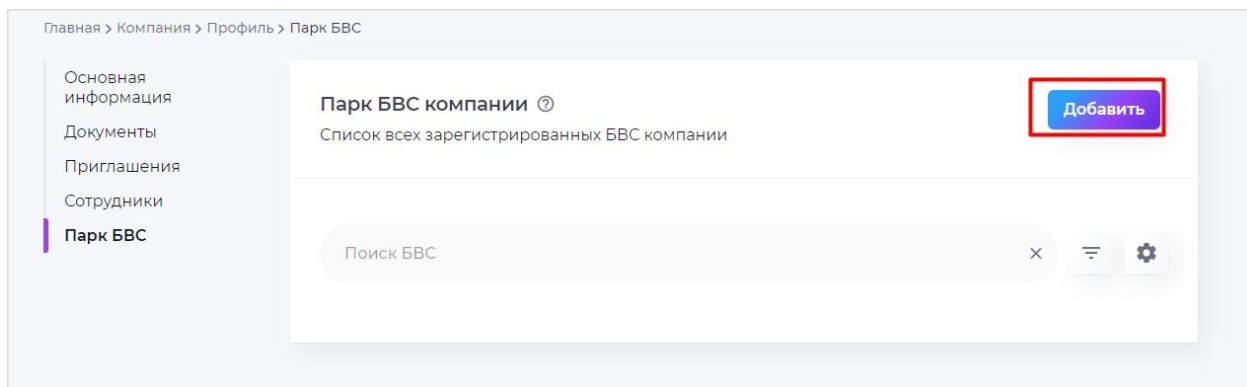 Главная > Компания > Профиль > Парк БВС
Основная
информация
Документы
Приглашения
Сотрудники
Парк БВС
Парк БВС компании ?
Добавить
Список всех зарегистрированных БВС компании
Поиск БВС